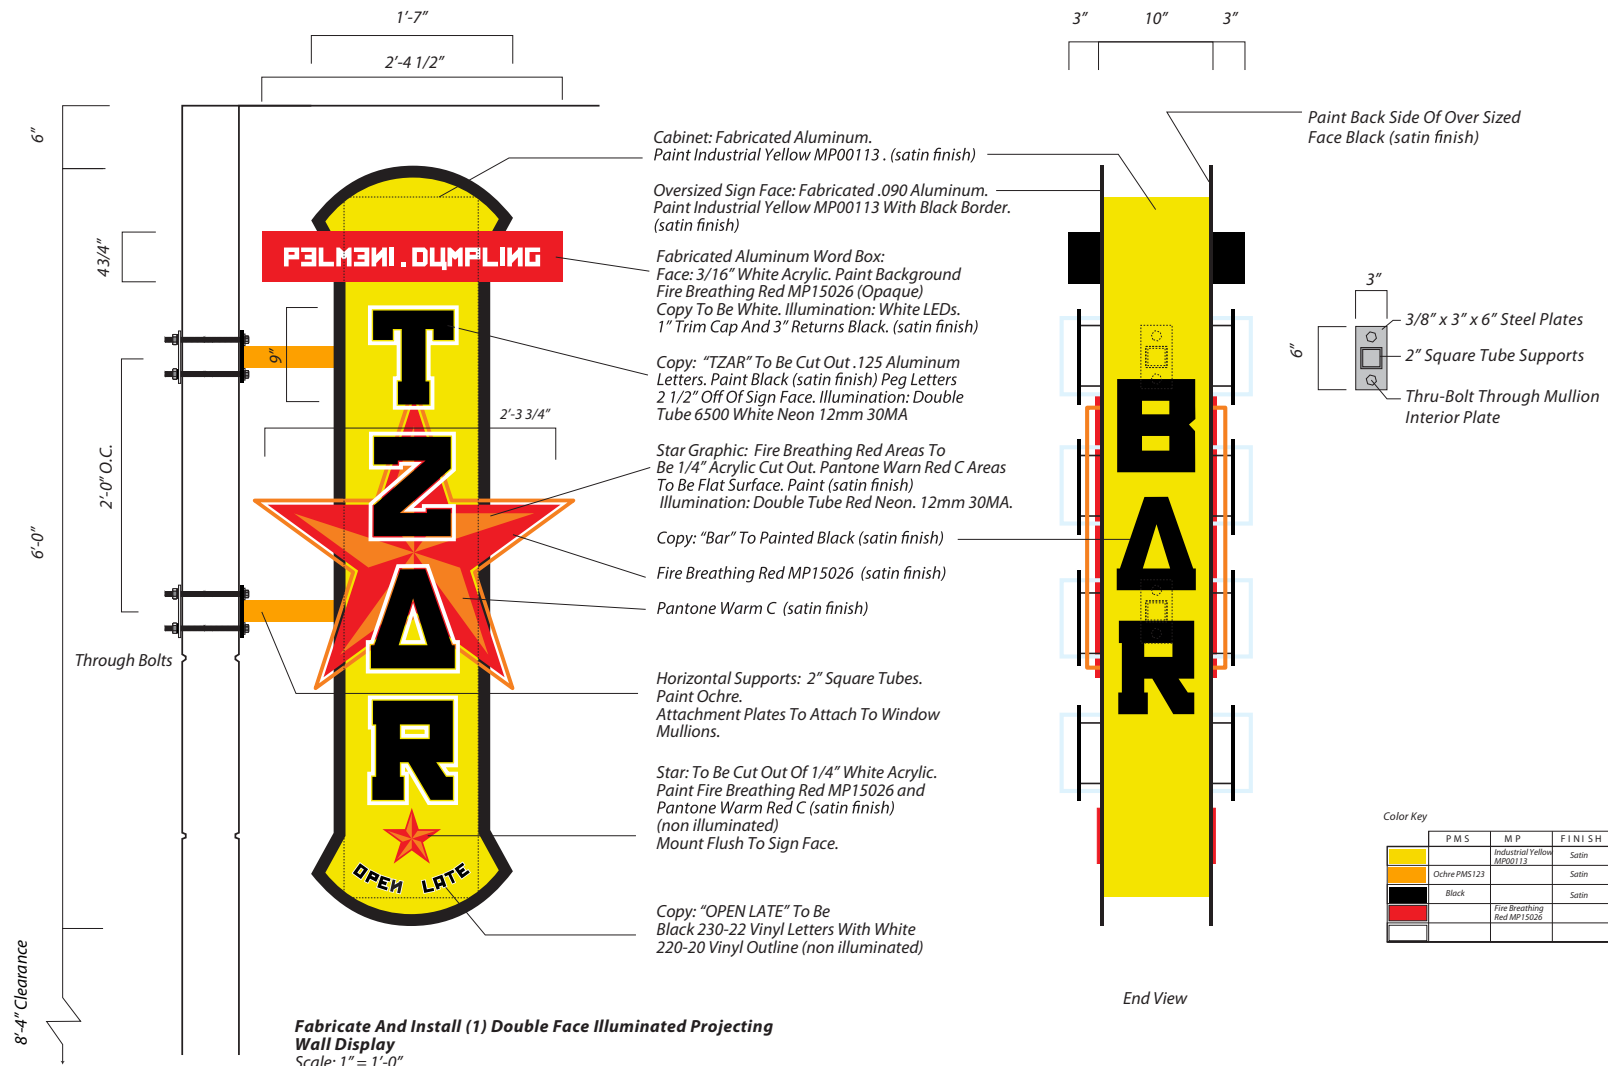 1'-7"
2'-4 1/2"
3"
10"
3"
6"
4 3/4"
9"
2'-0" O.C.
6'-0"
8'-4" Clearance
2'-3 3/4"
PELMENI . DUMPLING
T
Z
A
R
OPEN LATE
Through Bolts
Cabinet: Fabricated Aluminum.
Paint Industrial Yellow MP00113 . (satin finish)
Oversized Sign Face: Fabricated .090 Aluminum.
Paint Industrial Yellow MP00113 With Black Border.
(satin finish)
Fabricated Aluminum Word Box:
Face: 3/16" White Acrylic. Paint Background
Fire Breathing Red MP15026 (Opaque)
Copy To Be White. Illumination: White LEDs.
1" Trim Cap And 3" Returns Black. (satin finish)
Copy: "TZAR" To Be Cut Out .125 Aluminum
Letters. Paint Black (satin finish) Peg Letters
2 1/2" Off Of Sign Face. Illumination: Double
Tube 6500 White Neon 12mm 30MA
Star Graphic: Fire Breathing Red Areas To
Be 1/4" Acrylic Cut Out. Pantone Warn Red C Areas
To Be Flat Surface. Paint (satin finish)
Illumination: Double Tube Red Neon. 12mm 30MA.
Copy: "Bar" To Painted Black (satin finish)
Fire Breathing Red MP15026 (satin finish)
Pantone Warm C (satin finish)
Horizontal Supports: 2" Square Tubes.
Paint Ochre.
Attachment Plates To Attach To Window
Mullions.
Star: To Be Cut Out Of 1/4" White Acrylic.
Paint Fire Breathing Red MP15026 and
Pantone Warm Red C (satin finish)
(non illuminated)
Mount Flush To Sign Face.
Copy: "OPEN LATE" To Be
Black 230-22 Vinyl Letters With White
220-20 Vinyl Outline (non illuminated)
Paint Back Side Of Over Sized
Face Black (satin finish)
B
A
R
3"
6"
3/8" x 3" x 6" Steel Plates
2" Square Tube Supports
Thru-Bolt Through Mullion
Interior Plate
End View
Color Key
PMS MP FINISH
Industrial Yellow MP00113 Satin
Ochre PMS123 Satin
Black Satin
Fire Breathing Red MP15026
Fabricate And Install (1) Double Face Illuminated Projecting
Wall Display
Scale: 1" = 1'-0"